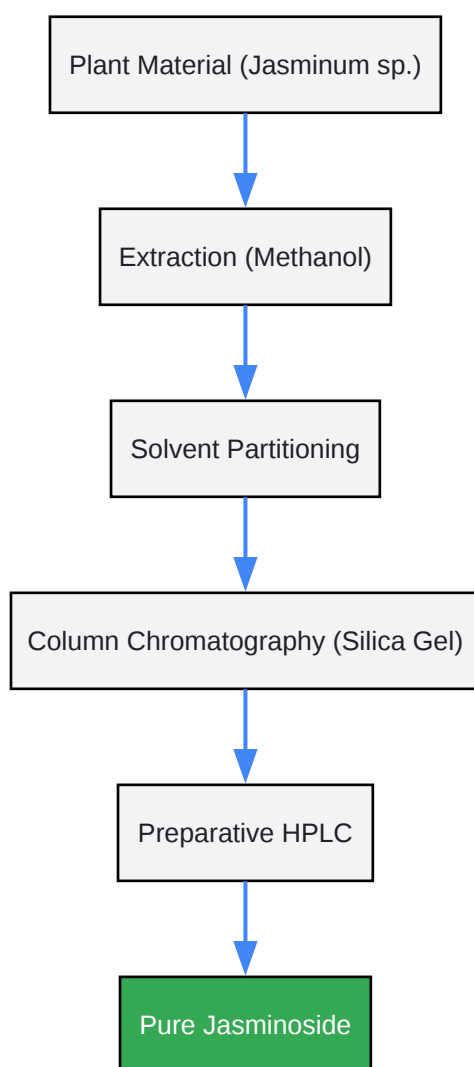 Plant Material (Jasminum sp.)
Extraction (Methanol)
Solvent Partitioning
Column Chromatography (Silica Gel)
Preparative HPLC
Pure Jasminoside